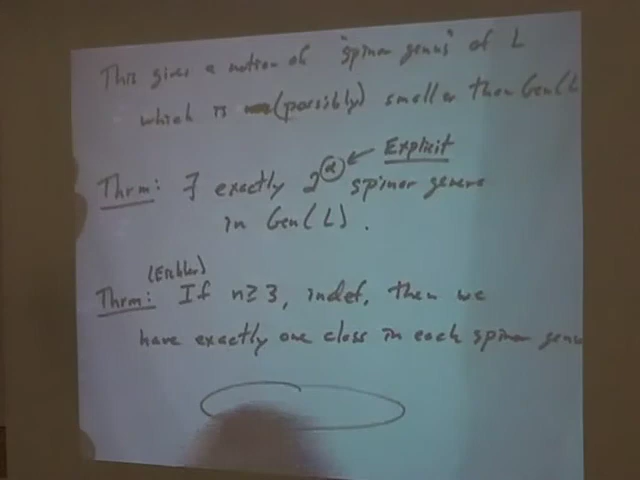 This gives a notion of "spinor genus" of L
which is (possibly) smaller than Gen(L
Thrm: ∃ exactly 2^α ← Explicit spinor genera
in Gen(L).
(Eichler)
Thrm: If n≥3, indef, then we
have exactly one class in each spinor genu